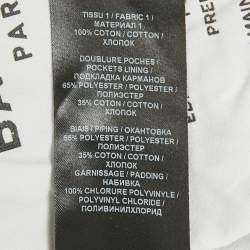 TISSU 1 / FABRIC 1 /
МАТЕРИАЛ 1
100% COTON / COTTON /
ХЛОПОК
DOUBLURE POCHES /
POCKETS LINING /
ПОДКЛАДКА КАРМАНОВ
65% POLYESTER / POLYESTER /
ПОЛИЭСТЕР
35% COTON / COTTON /
ХЛОПОК
BIAIS / PIPING / ОКАНТОВКА
65% POLYESTER / POLYESTER /
ПОЛИЭСТЕР
35% COTON / COTTON /
ХЛОПОК
GARNISSAGE / PADDING /
НАБИВКА
100% CHLORURE POLYVINYLE /
POLYVINYL CHLORIDE /
ПОЛИВИНИЛХЛОРИД